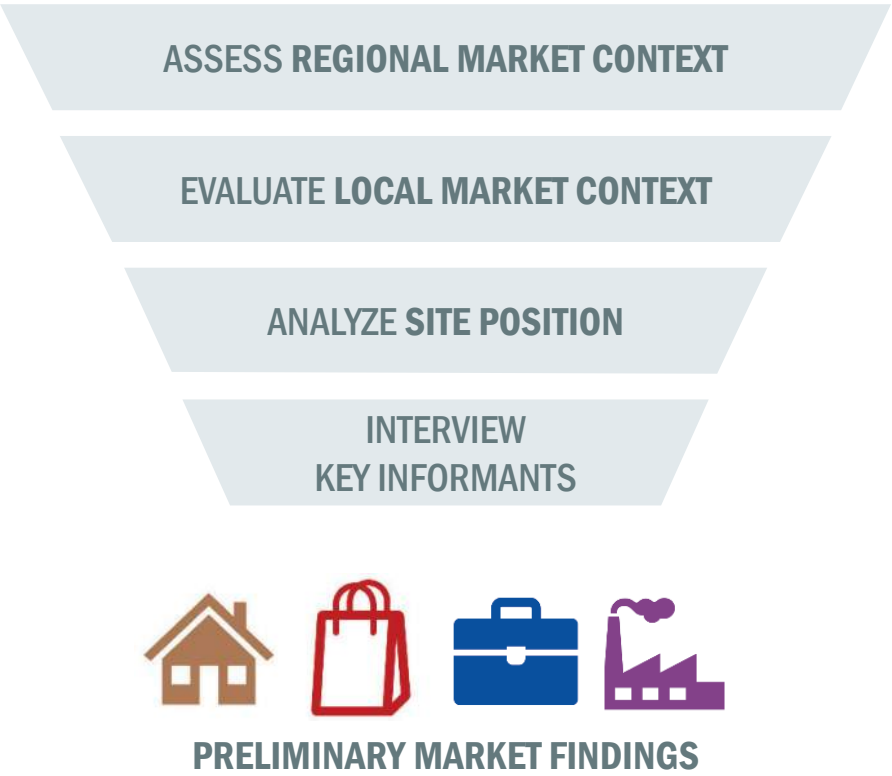 ASSESS REGIONAL MARKET CONTEXT
EVALUATE LOCAL MARKET CONTEXT
ANALYZE SITE POSITION
INTERVIEW
KEY INFORMANTS
PRELIMINARY MARKET FINDINGS